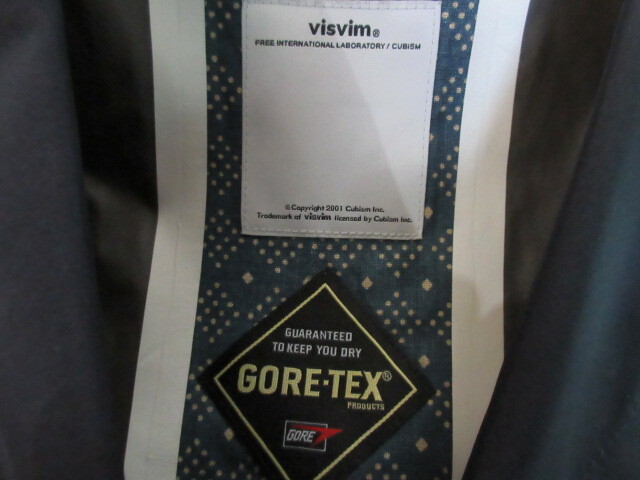 visvim®
FREE INTERNATIONAL LABORATORY / CUBISM
©Copyright 2001 Cubism Inc.
Trademark of visvim licensed by Cubism Inc.
GUARANTEED
TO KEEP YOU DRY
GORE-TEX®
PRODUCTS
GORE